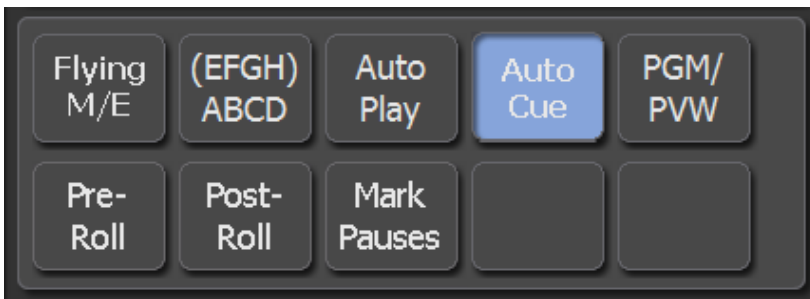 Flying
M/E
(EFGH)
ABCD
Auto
Play
Auto
Cue
PGM/
PVW
Pre-
Roll
Post-
Roll
Mark
Pauses